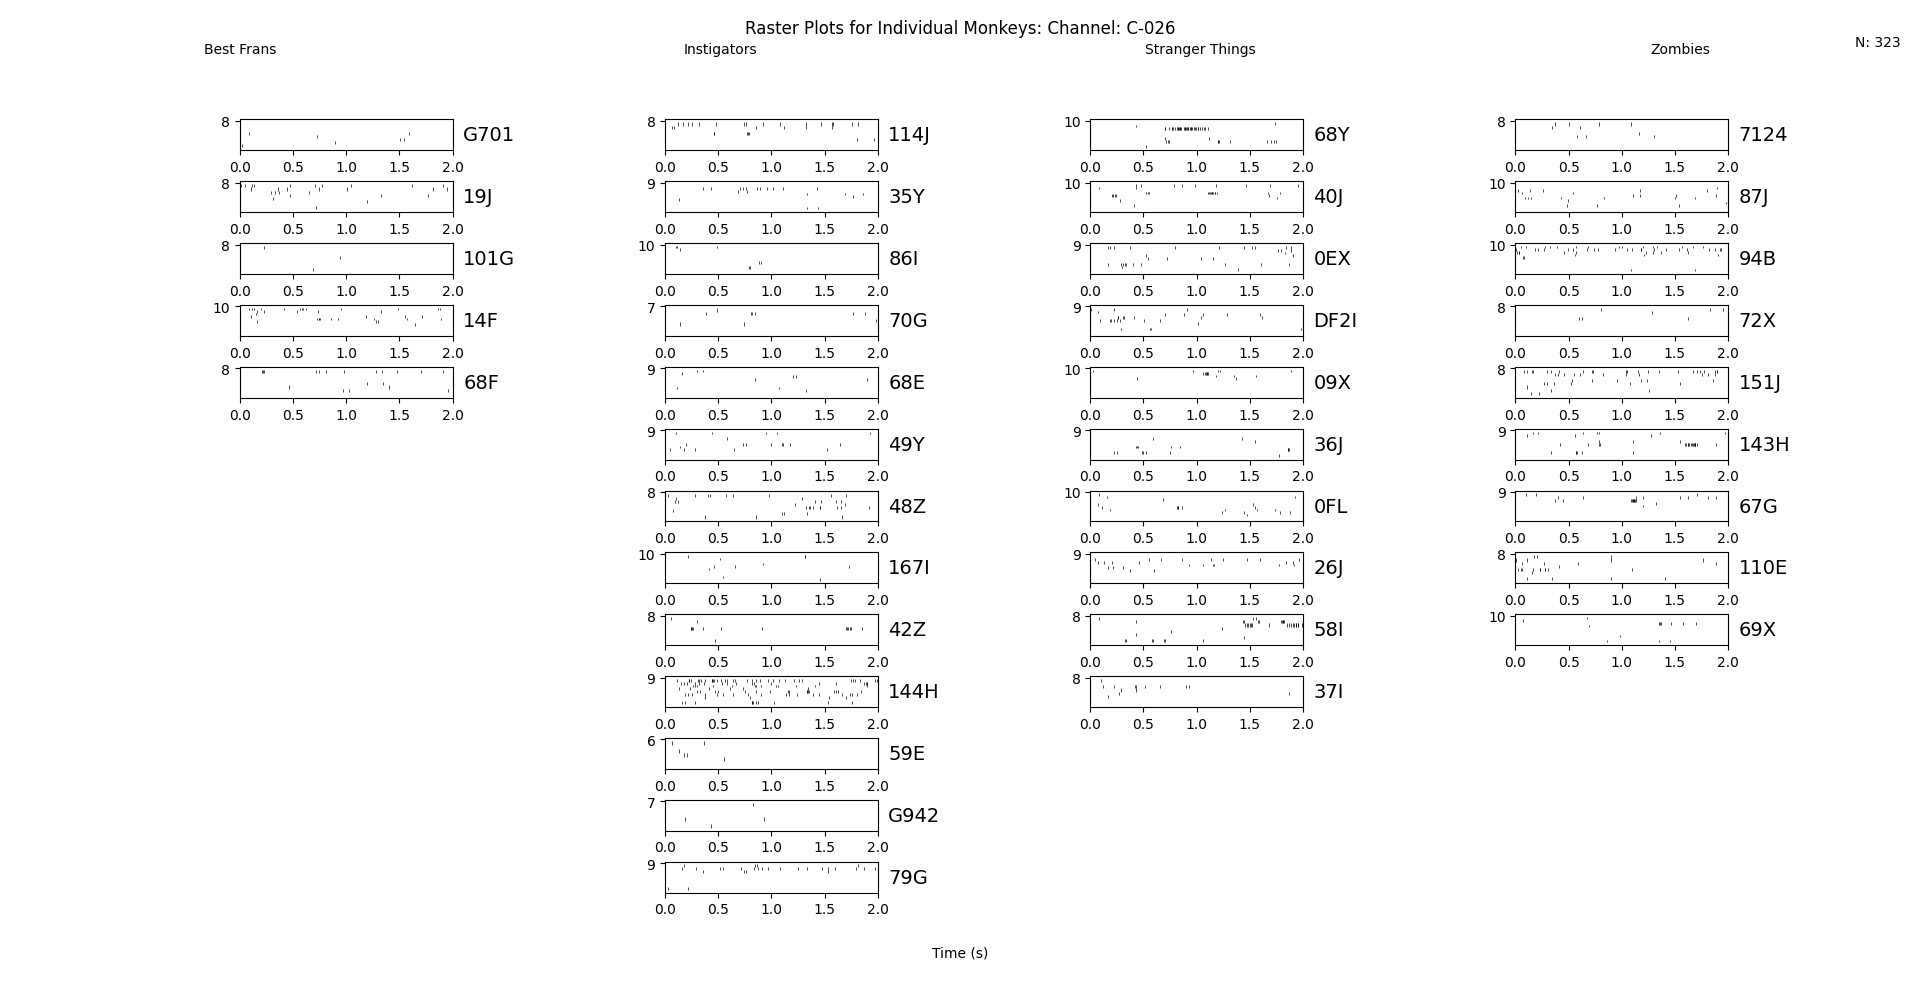 Raster Plots for Individual Monkeys: Channel: C-026
N: 323
Best Frans
Instigators
Stranger Things
Zombies
8
G701
0.0 0.5 1.0 1.5 2.0
8
19J
0.0 0.5 1.0 1.5 2.0
8
101G
0.0 0.5 1.0 1.5 2.0
10
14F
0.0 0.5 1.0 1.5 2.0
8
68F
0.0 0.5 1.0 1.5 2.0
8
114J
0.0 0.5 1.0 1.5 2.0
9
35Y
0.0 0.5 1.0 1.5 2.0
10
86I
0.0 0.5 1.0 1.5 2.0
7
70G
0.0 0.5 1.0 1.5 2.0
9
68E
0.0 0.5 1.0 1.5 2.0
9
49Y
0.0 0.5 1.0 1.5 2.0
8
48Z
0.0 0.5 1.0 1.5 2.0
10
167I
0.0 0.5 1.0 1.5 2.0
8
42Z
0.0 0.5 1.0 1.5 2.0
9
144H
0.0 0.5 1.0 1.5 2.0
6
59E
0.0 0.5 1.0 1.5 2.0
7
G942
0.0 0.5 1.0 1.5 2.0
9
79G
0.0 0.5 1.0 1.5 2.0
10
68Y
0.0 0.5 1.0 1.5 2.0
10
40J
0.0 0.5 1.0 1.5 2.0
9
0EX
0.0 0.5 1.0 1.5 2.0
9
DF2I
0.0 0.5 1.0 1.5 2.0
10
09X
0.0 0.5 1.0 1.5 2.0
9
36J
0.0 0.5 1.0 1.5 2.0
10
0FL
0.0 0.5 1.0 1.5 2.0
9
26J
0.0 0.5 1.0 1.5 2.0
8
58I
0.0 0.5 1.0 1.5 2.0
8
37I
0.0 0.5 1.0 1.5 2.0
8
7124
0.0 0.5 1.0 1.5 2.0
10
87J
0.0 0.5 1.0 1.5 2.0
10
94B
0.0 0.5 1.0 1.5 2.0
8
72X
0.0 0.5 1.0 1.5 2.0
8
151J
0.0 0.5 1.0 1.5 2.0
9
143H
0.0 0.5 1.0 1.5 2.0
9
67G
0.0 0.5 1.0 1.5 2.0
8
110E
0.0 0.5 1.0 1.5 2.0
10
69X
0.0 0.5 1.0 1.5 2.0
Time (s)